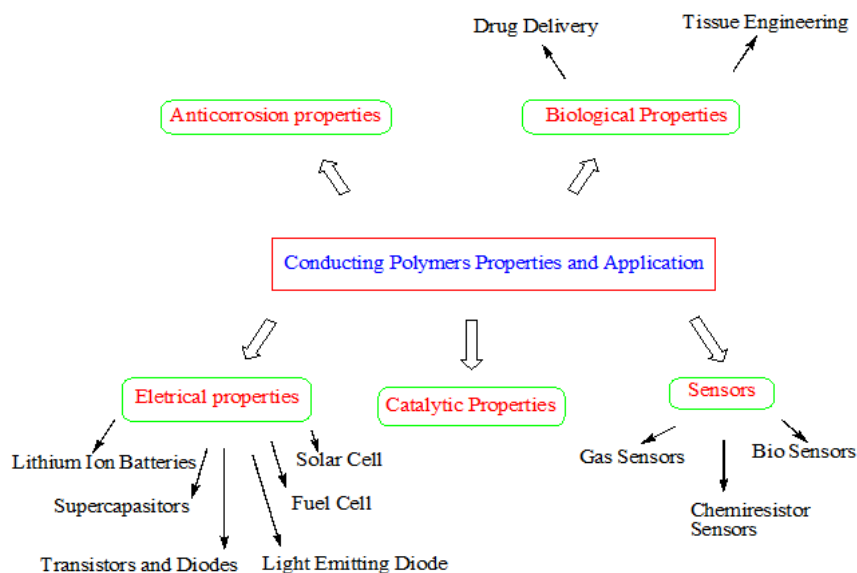 Drug Delivery
Tissue Engineering
Anticorrosion properties
Biological Properties
Conducting Polymers Properties and Application
Eletrical properties
Catalytic Properties
Sensors
Lithium Ion Batteries
Solar Cell
Gas Sensors
Bio Sensors
Supercapasitors
Fuel Cell
Chemiresistor
Sensors
Transistors and Diodes
Light Emitting Diode